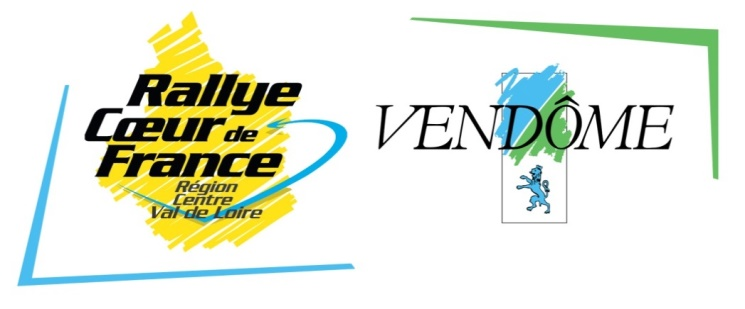 Rallye
Cœur de
France
Région
Centre
Val de Loire
VENDÔME